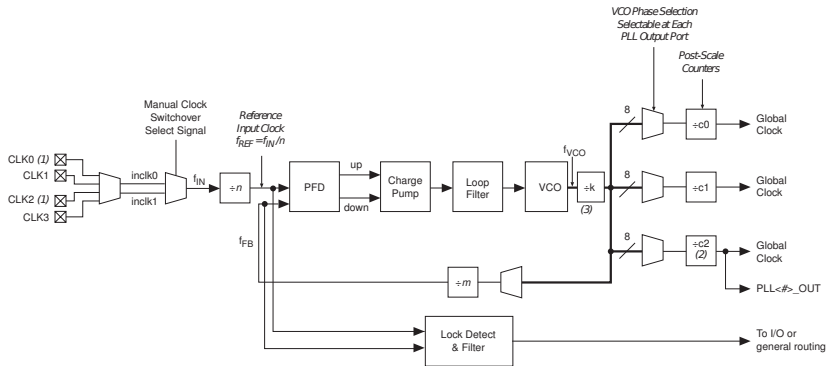 VCO Phase Selection
Selectable at Each
PLL Output Port
Post-Scale
Counters
Manual Clock
Switchover
Select Signal
Reference
Input Clock
fREF = fIN/n
CLK0 (1)
CLK1
CLK2 (1)
CLK3
inclk0
inclk1
fIN
÷n
PFD
up
down
Charge
Pump
Loop
Filter
VCO
fVCO
÷k
(3)
8
÷c0
Global
Clock
8
÷c1
Global
Clock
8
÷c2
(2)
Global
Clock
PLL<#>_OUT
fFB
÷m
Lock Detect
& Filter
To I/O or
general routing